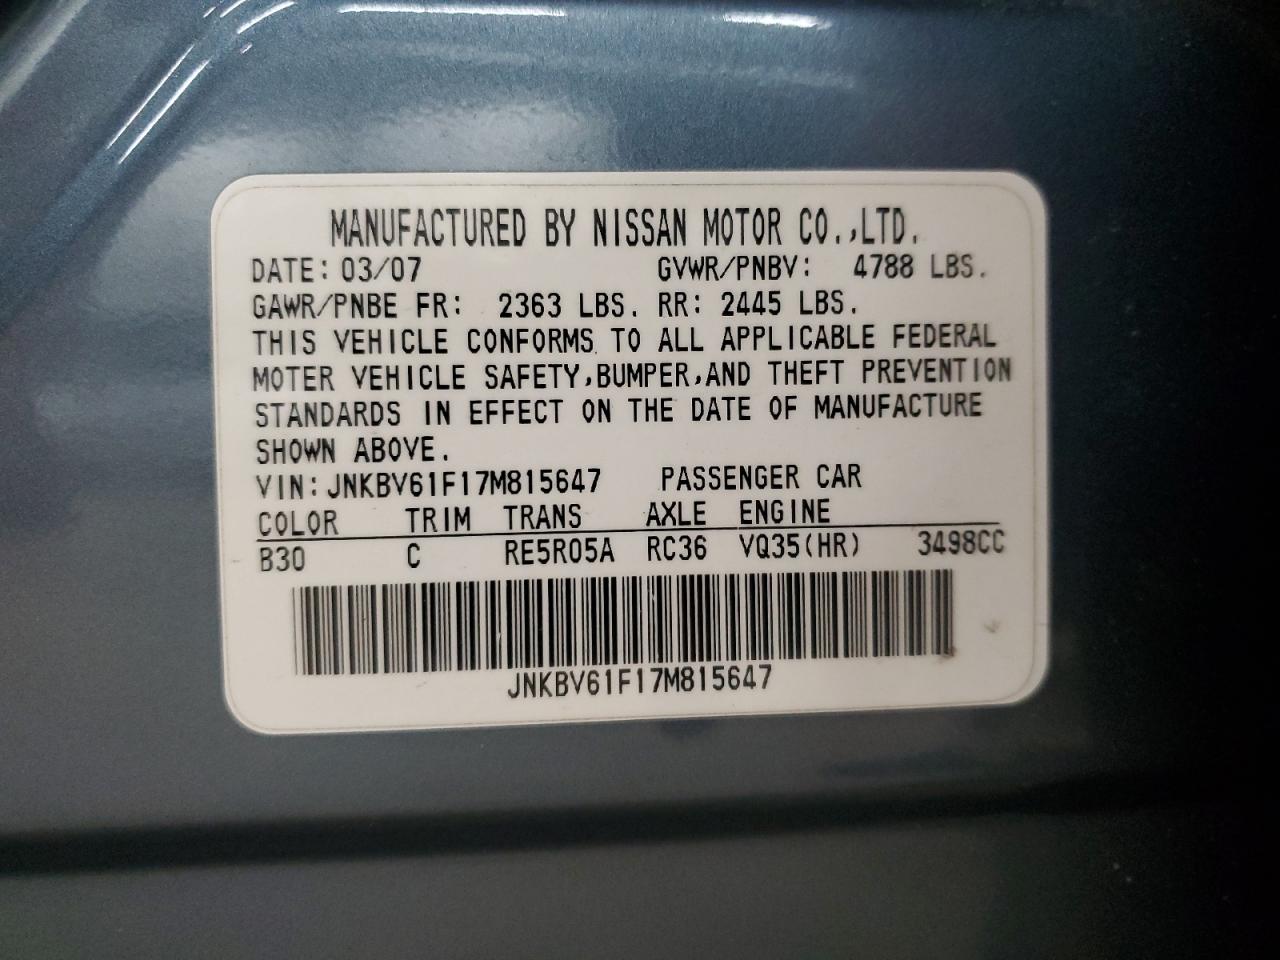 MANUFACTURED BY NISSAN MOTOR CO.,LTD.
DATE: 03/07 GVWR/PNBV: 4788 LBS.
GAWR/PNBE FR: 2363 LBS. RR: 2445 LBS.
THIS VEHICLE CONFORMS TO ALL APPLICABLE FEDERAL
MOTER VEHICLE SAFETY,BUMPER,AND THEFT PREVENTION
STANDARDS IN EFFECT ON THE DATE OF MANUFACTURE
SHOWN ABOVE.
VIN: JNKBV61F17M815647 PASSENGER CAR
COLOR TRIM TRANS AXLE ENGINE
B30 C RE5R05A RC36 VQ35(HR) 3498CC
JNKBV61F17M815647